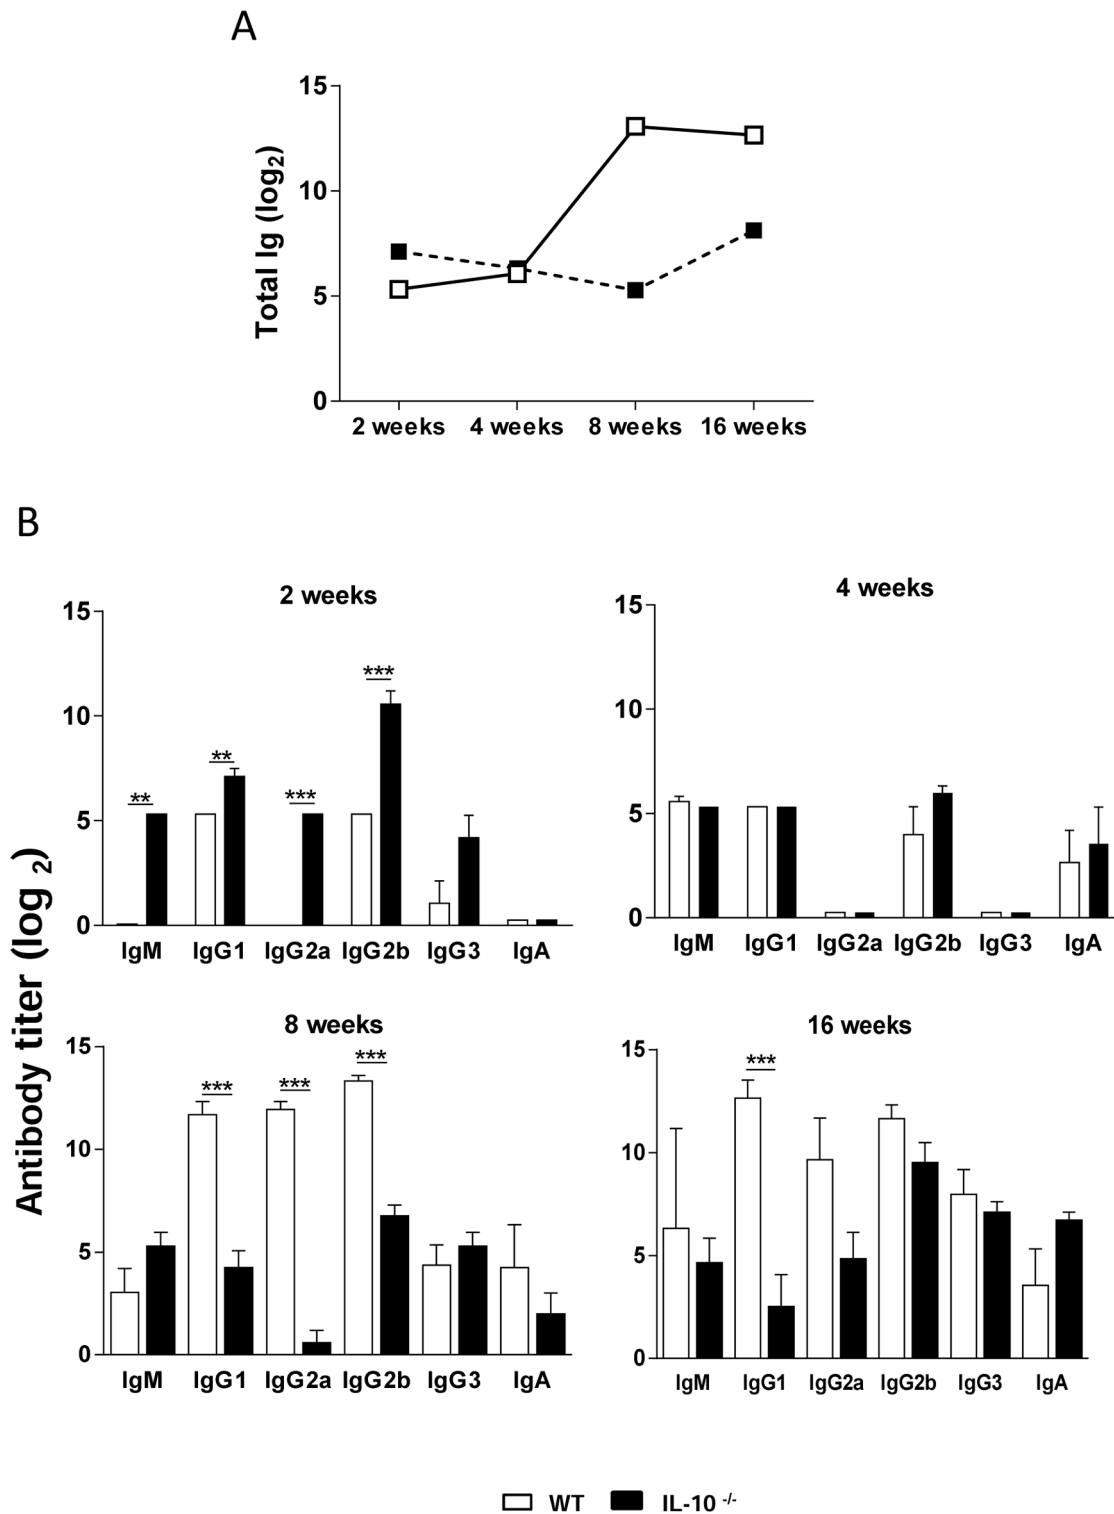 A
Total Ig (log2)
15
10
5
0
2 weeks 4 weeks 8 weeks 16 weeks
B
Antibody titer (log 2)
2 weeks
15
10
5
0
** ** *** ***
IgM IgG1 IgG2a IgG2b IgG3 IgA
4 weeks
15
10
5
0
IgM IgG1 IgG2a IgG2b IgG3 IgA
8 weeks
15
10
5
0
*** *** ***
IgM IgG1 IgG2a IgG2b IgG3 IgA
16 weeks
15
10
5
0
***
IgM IgG1 IgG2a IgG2b IgG3 IgA
WT IL-10 -/-